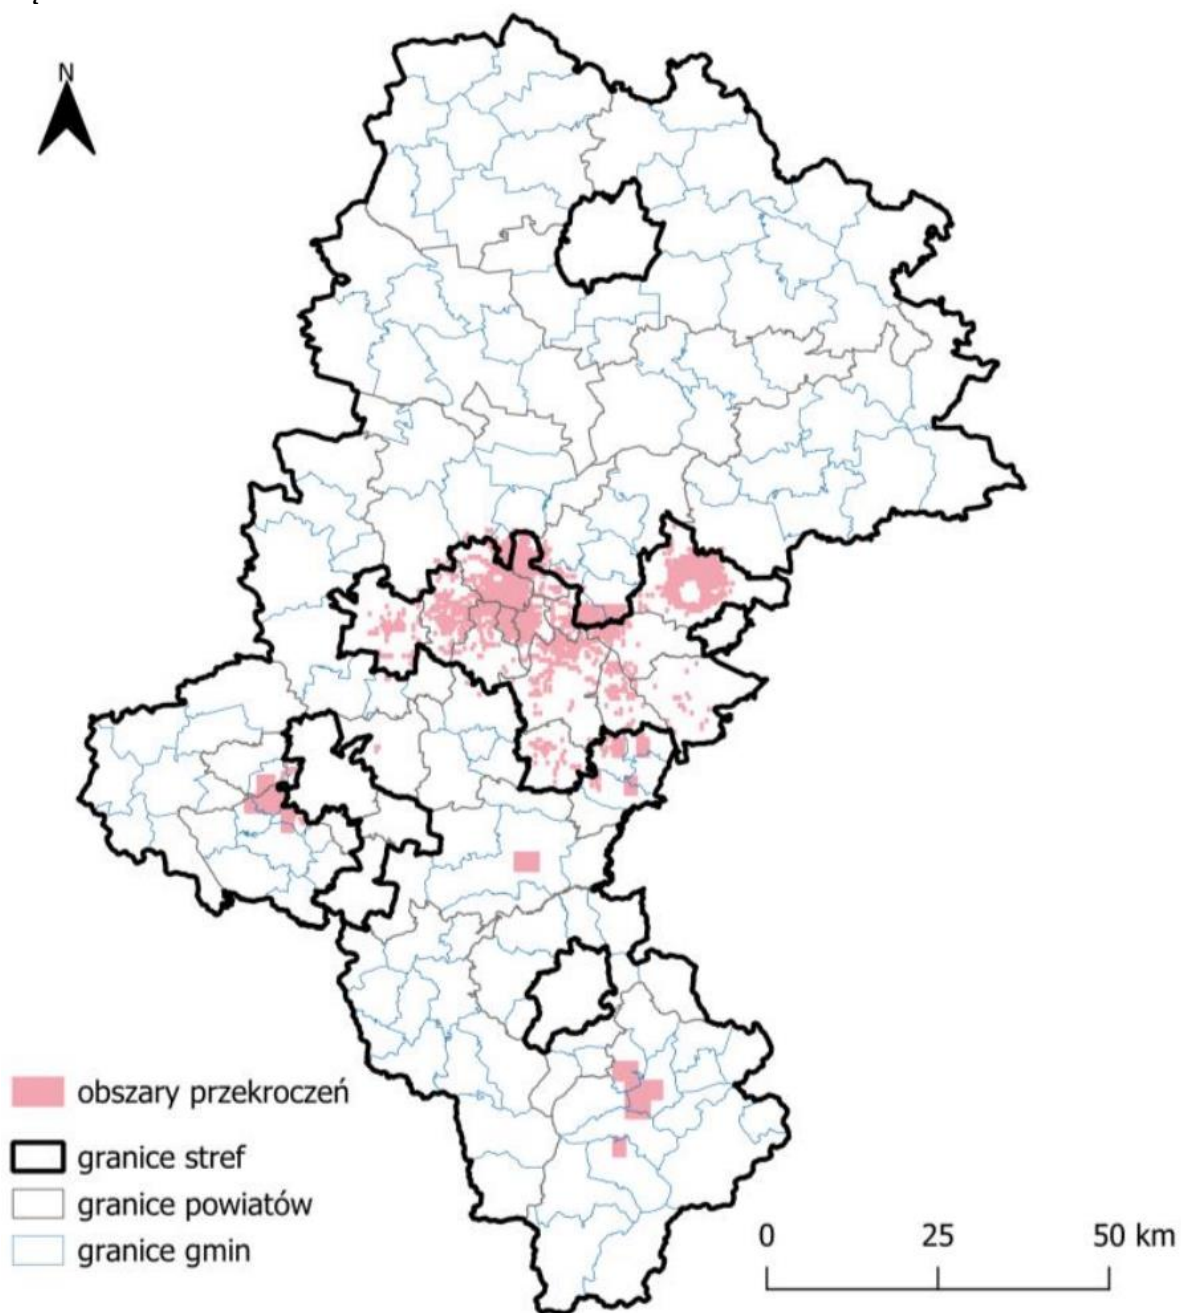 N
obszary przekroczeń
granice stref
granice powiatów
granice gmin
0 25 50 km